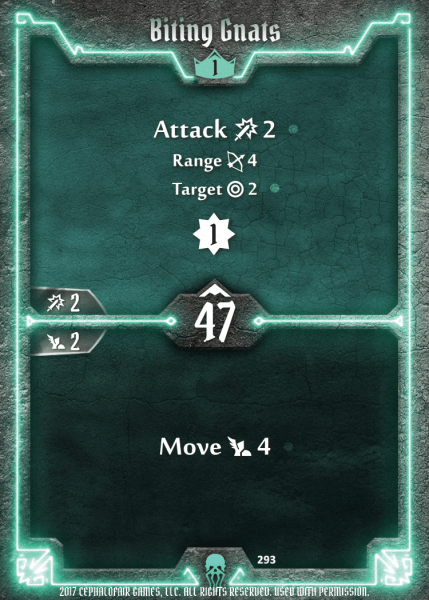 Biting Gnats
1
Attack 2
Range 4
Target 2
1
2
47
2
Move 4
293
2017 CEPHALOFAIR GAMES, LLC. ALL RIGHTS RESERVED. USED WITH PERMISSION.